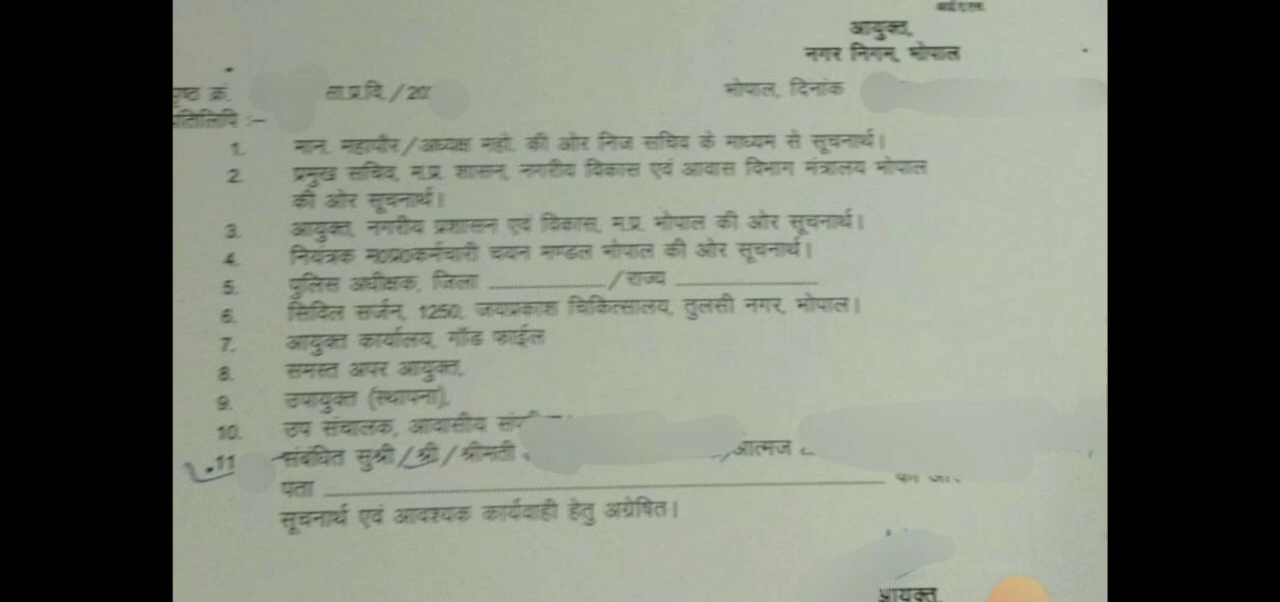 आयुक्त,
नगर निगम, भोपाल
पृष्ठ क्रं. सा.प्र.वि./20 भोपाल, दिनांक
प्रतिलिपि :–
1. मान. महापौर/अध्यक्ष महो. की ओर निज सचिव के माध्यम से सूचनार्थ।
2. प्रमुख सचिव, म.प्र. शासन, नगरीय विकास एवं आवास विभाग मंत्रालय भोपाल
की ओर सूचनार्थ।
3. आयुक्त, नगरीय प्रशासन एवं विकास, म.प्र. भोपाल की ओर सूचनार्थ।
4. नियंत्रक म0प्र0कर्मचारी चयन मण्डल भोपाल की ओर सूचनार्थ।
5. पुलिस अधीक्षक, जिला ............... /राज्य ...............
6. सिविल सर्जन, 1250, जयप्रकाश चिकित्सालय, तुलसी नगर, भोपाल।
7. आयुक्त कार्यालय, गॉड फाईल
8. समस्त अपर आयुक्त,
9. उपायुक्त (स्थापना),
10. उप संचालक, आवासीय
.11 संबंधित सुश्री/श्री/श्रीमती /आत्मज
पता ...............
सूचनार्थ एवं आवश्यक कार्यवाही हेतु अग्रेषित।
आयुक्त,